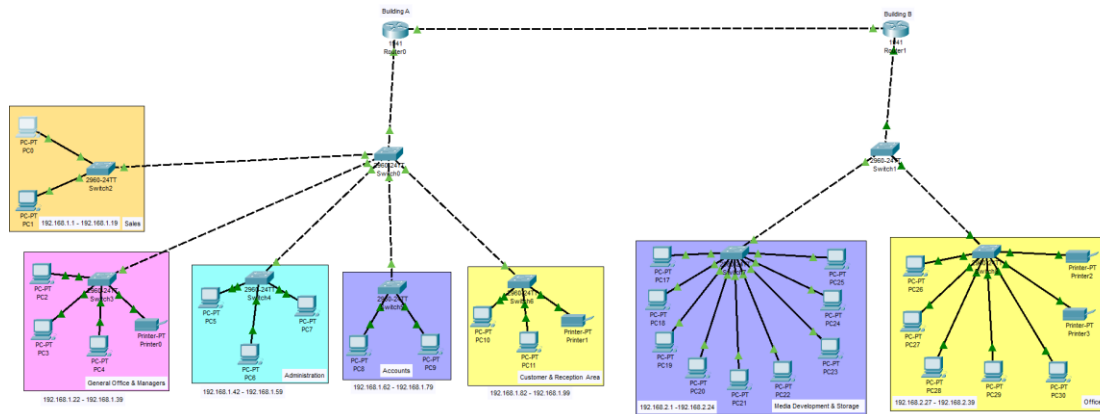 Building A
1941
Router0
Building B
1941
Router1
PC-PT
PC0
2960-24TT
Switch2
PC-PT
PC1
192.168.1.1 - 192.168.1.19
Sales
2960-24TT
Switch0
2960-24TT
Switch1
PC-PT
PC2
2960-24TT
Switch3
PC-PT
PC3
PC-PT
PC4
Printer-PT
Printer0
General Office & Managers
192.168.1.22 - 192.168.1.39
2960-24TT
Switch4
PC-PT
PC5
PC-PT
PC7
PC-PT
PC6
Administration
192.168.1.42 - 192.168.1.59
2960-24TT
PC-PT
PC8
PC-PT
PC9
Accounts
192.168.1.62 - 192.168.1.79
2960-24TT
Switch6
PC-PT
PC10
PC-PT
PC11
Printer-PT
Printer1
Customer & Reception Area
192.168.1.82 - 192.168.1.99
PC-PT
PC17
PC-PT
PC18
PC-PT
PC19
PC-PT
PC20
PC-PT
PC21
PC-PT
PC22
PC-PT
PC23
PC-PT
PC24
PC-PT
PC25
192.168.2.1 -192.168.2.24
Media Development & Storage
PC-PT
PC26
PC-PT
PC27
PC-PT
PC28
PC-PT
PC29
PC-PT
PC30
Printer-PT
Printer2
Printer-PT
Printer3
192.168.2.27 - 192.168.2.39
Office